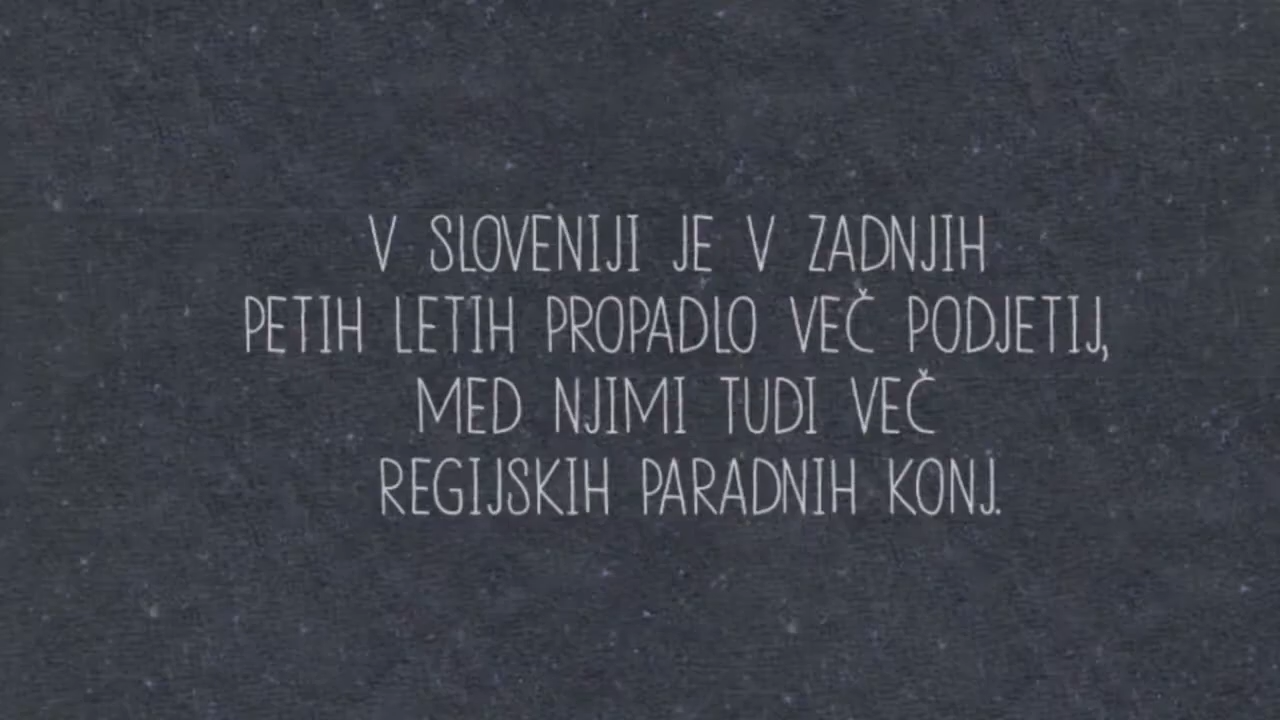 V SLOVENIJI JE V ZADNJIH
PETIH LETIH PROPADLO VEČ PODJETIJ,
MED NJIMI TUDI VEČ
REGIJSKIH PARADNIH KONJ.